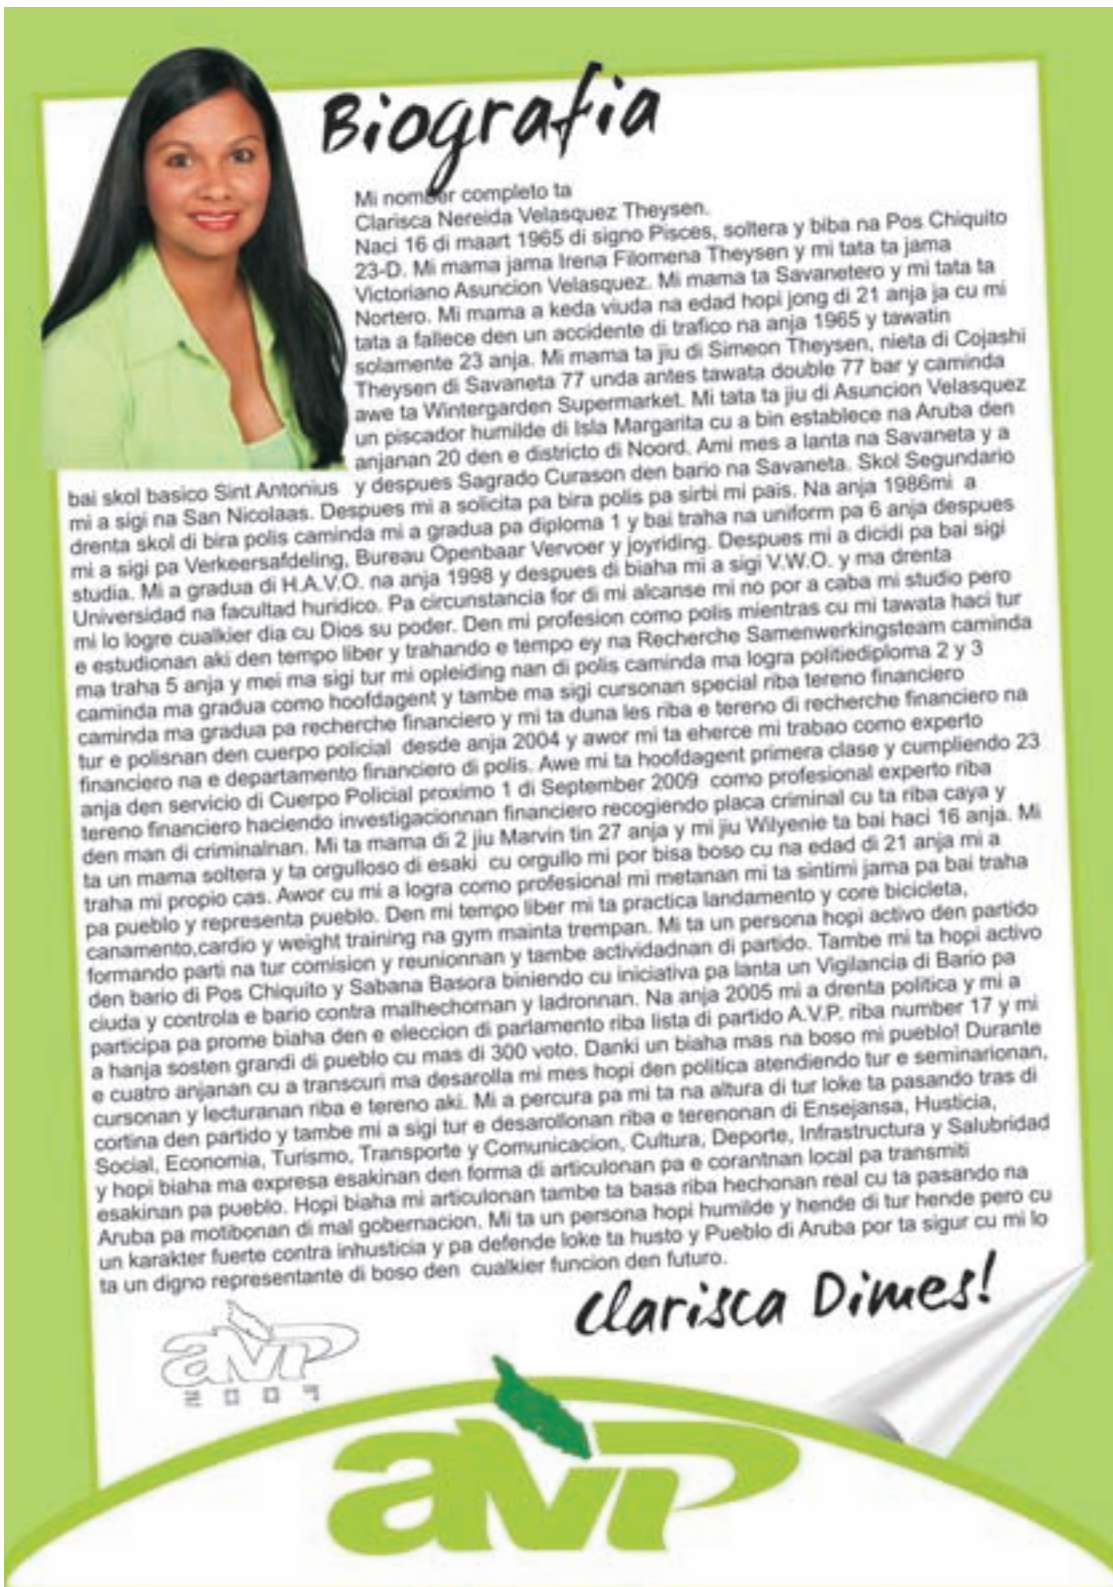 Biografia
Mi nomber completo ta
Clarisca Nereida Velasquez Theysen.
Naci 16 di maart 1965 di signo Pisces, soltera y biba na Pos Chiquito
23-D. Mi mama jama Irena Filomena Theysen y mi tata ta jama
Victoriano Asuncion Velasquez. Mi mama ta Savanetero y mi tata ta
Nortero. Mi mama a keda viuda na edad hopi jong di 21 anja ja cu mi
tata a fallece den un accidente di trafico na anja 1965 y tawatin
solamente 23 anja. Mi mama ta jiu di Simeon Theysen, nieta di Cojashi
Theysen di Savaneta 77 unda antes tawata double 77 bar y caminda
awe ta Wintergarden Supermarket. Mi tata ta jiu di Asuncion Velasquez
un piscador humilde di Isla Margarita cu a bin establece na Aruba den
anjanan 20 den e districto di Noord. Ami mes a lanta na Savaneta y a
bai skol basico Sint Antonius y despues Sagrado Curason den bario na Savaneta. Skol Segundario
mi a sigi na San Nicolaas. Despues mi a solicita pa bira polis pa sirbi mi pais. Na anja 1986mi a
drenta skol di bira polis caminda mi a gradua pa diploma 1 y bai traha na uniform pa 6 anja despues
mi a sigi pa Verkeersafdeling, Bureau Openbaar Vervoer y joyriding. Despues mi a dicidi pa bai sigi
studia. Mi a gradua di H.A.V.O. na anja 1998 y despues di biaha mi a sigi V.W.O. y ma drenta
Universidad na facultad huridico. Pa circunstancia for di mi alcanse mi no por a caba mi studio pero
mi lo logre cualkier dia cu Dios su poder. Den mi profesion como polis mientras cu mi tawata haci tur
e estudionan aki den tempo liber y trahando e tempo ey na Recherche Samenwerkingsteam caminda
ma traha 5 anja y mei ma sigi tur mi opleiding nan di polis caminda ma logra politiediploma 2 y 3
caminda ma gradua como hoofdagent y tambe ma sigi cursonan special riba tereno financiero
caminda ma gradua pa recherche financiero y mi ta duna les riba e tereno di recherche financiero na
tur e polisnan den cuerpo policial desde anja 2004 y awor mi ta eherce mi trabao como experto
financiero na e departamento financiero di polis. Awe mi ta hoofdagent primera clase y cumpliendo 23
anja den servicio di Cuerpo Policial proximo 1 di September 2009 como profesional experto riba
tereno financiero haciendo investigacionnan financiero recogiendo placa criminal cu ta riba caya y
den man di criminalnan. Mi ta mama di 2 jiu Marvin tin 27 anja y mi jiu Wilyenie ta bai haci 16 anja. Mi
ta un mama soltera y ta orgulloso di esaki cu orgullo mi por bisa boso cu na edad di 21 anja mi a
traha mi propio cas. Awor cu mi a logra como profesional mi metanan mi ta sintimi jama pa bai traha
pa pueblo y representa pueblo. Den mi tempo liber mi ta practica landamento y core bicicleta,
canamento,cardio y weight training na gym mainta trempan. Mi ta un persona hopi activo den partido
formando parti na tur comision y reunionnan y tambe actividadnan di partido. Tambe mi ta hopi activo
den bario di Pos Chiquito y Sabana Basora biniendo cu iniciativa pa lanta un Vigilancia di Bario pa
ciuda y controla e bario contra malhechornan y ladronnan. Na anja 2005 mi a drenta politica y mi a
participa pa prome biaha den e eleccion di parlamento riba lista di partido A.V.P. riba number 17 y mi
a hanja sosten grandi di pueblo cu mas di 300 voto. Danki un biaha mas na boso mi pueblo! Durante
e cuatro anjanan cu a transcuri ma desarolla mi mes hopi den politica atendiendo tur e seminarionan,
cursonan y lecturanan riba e tereno aki. Mi a percura pa mi ta na altura di tur loke ta pasando tras di
cortina den partido y tambe mi a sigi tur e desarollonan riba e terenonan di Ensejansa, Husticia,
Social, Economia, Turismo, Transporte y Comunicacion, Cultura, Deporte, Infrastructura y Salubridad
y hopi biaha ma expresa esakinan den forma di articulonan pa e corantnan local pa transmiti
esakinan pa pueblo. Hopi biaha mi articulonan tambe ta basa riba hechonan real cu ta pasando na
Aruba pa motibonan di mal gobernacion. Mi ta un persona hopi humilde y hende di tur hende pero cu
un karakter fuerte contra inhusticia y pa defende loke ta husto y Pueblo di Aruba por ta sigur cu mi lo
ta un digno representante di boso den cualkier funcion den futuro.
Clarisca Dimes!
aVP
2009
aVP